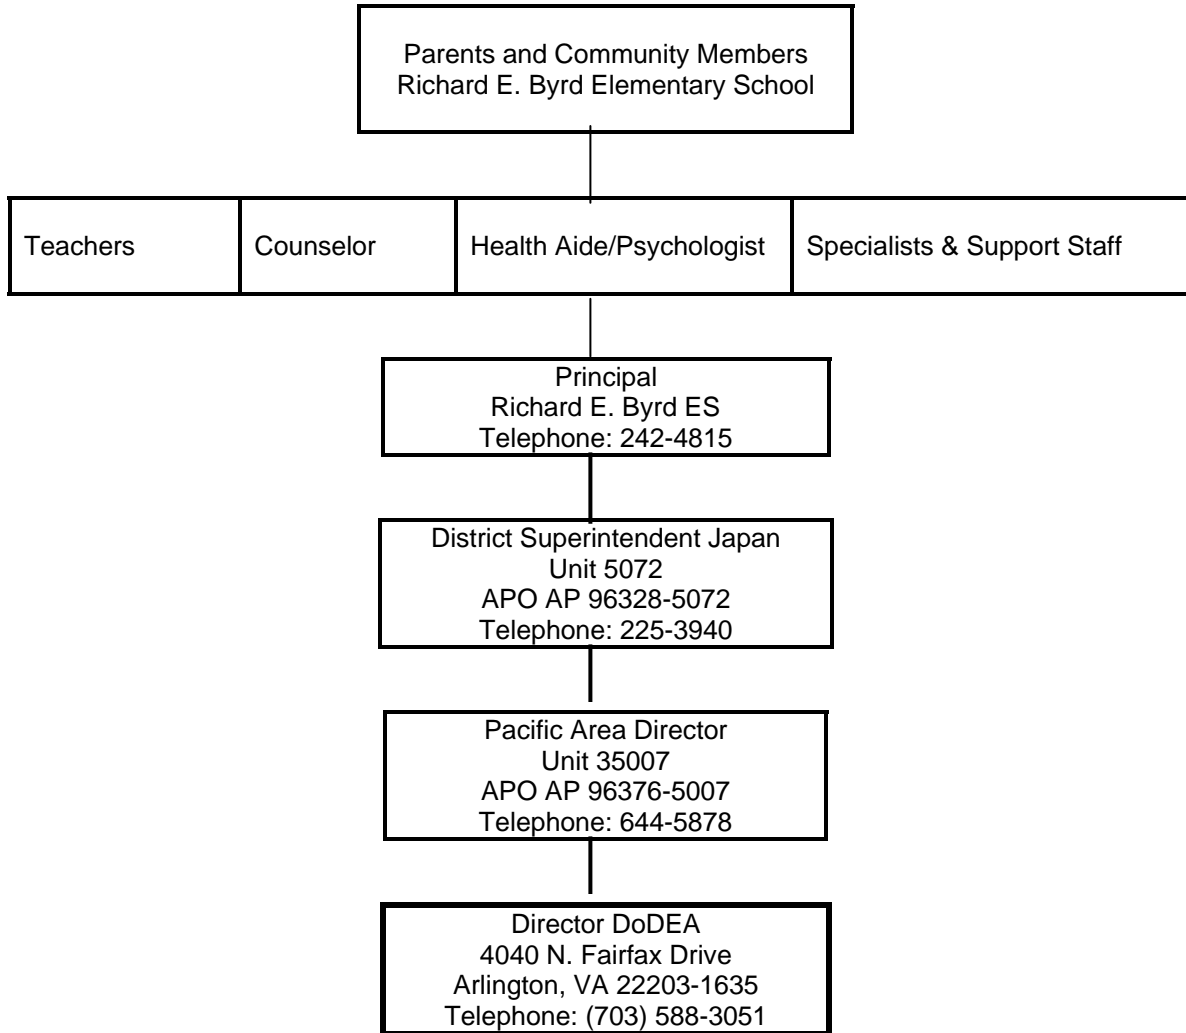 Parents and Community Members
Richard E. Byrd Elementary School
Teachers
Counselor
Health Aide/Psychologist
Specialists & Support Staff
Principal
Richard E. Byrd ES
Telephone: 242-4815
District Superintendent Japan
Unit 5072
APO AP 96328-5072
Telephone: 225-3940
Pacific Area Director
Unit 35007
APO AP 96376-5007
Telephone: 644-5878
Director DoDEA
4040 N. Fairfax Drive
Arlington, VA 22203-1635
Telephone: (703) 588-3051